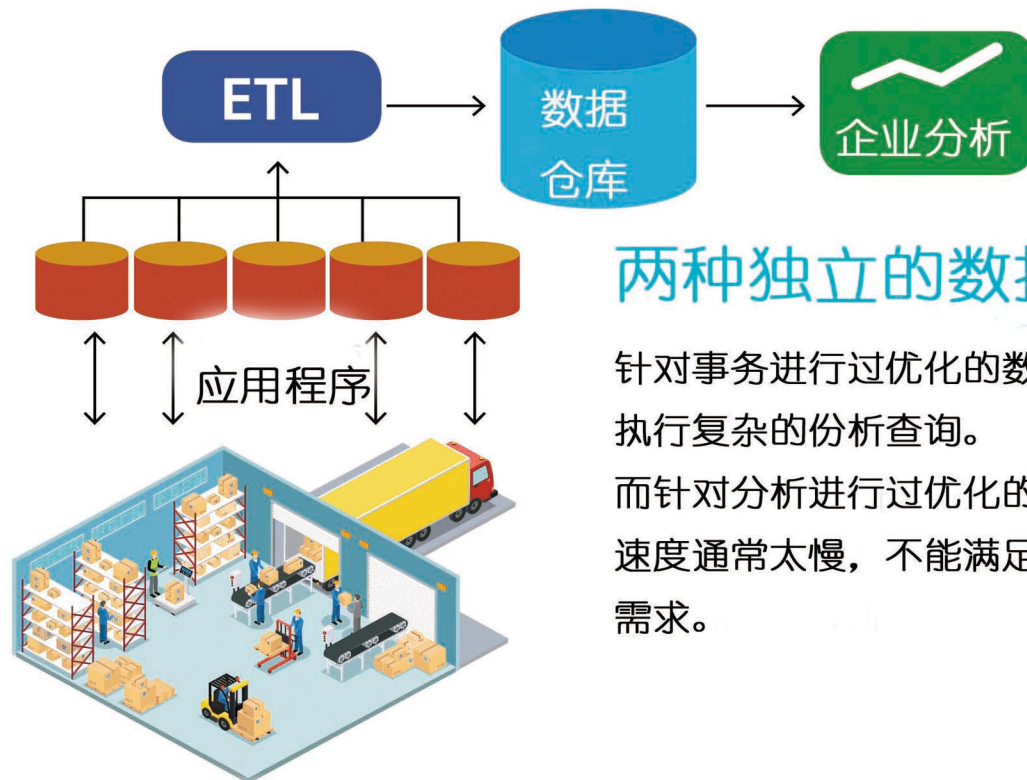 ETL
数据
仓库
企业分析
应用程序
两种独立的数
针对事务进行过优化的数
执行复杂的份析查询。
而针对分析进行过优化的
速度通常太慢，不能满足
需求。